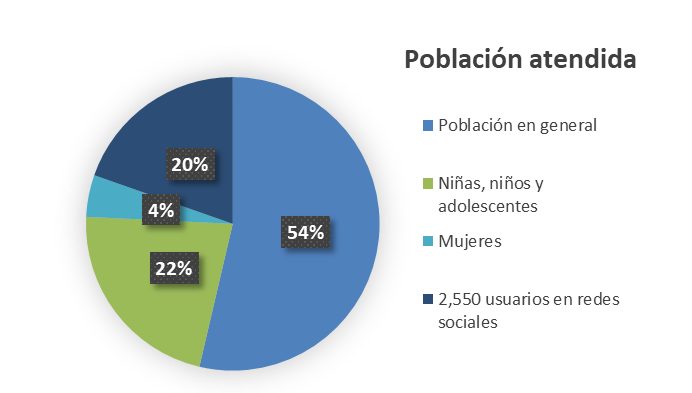 Población atendida
Población en general
Niñas, niños y
adolescentes
Mujeres
2,550 usuarios en redes
sociales
20%
4%
54%
22%